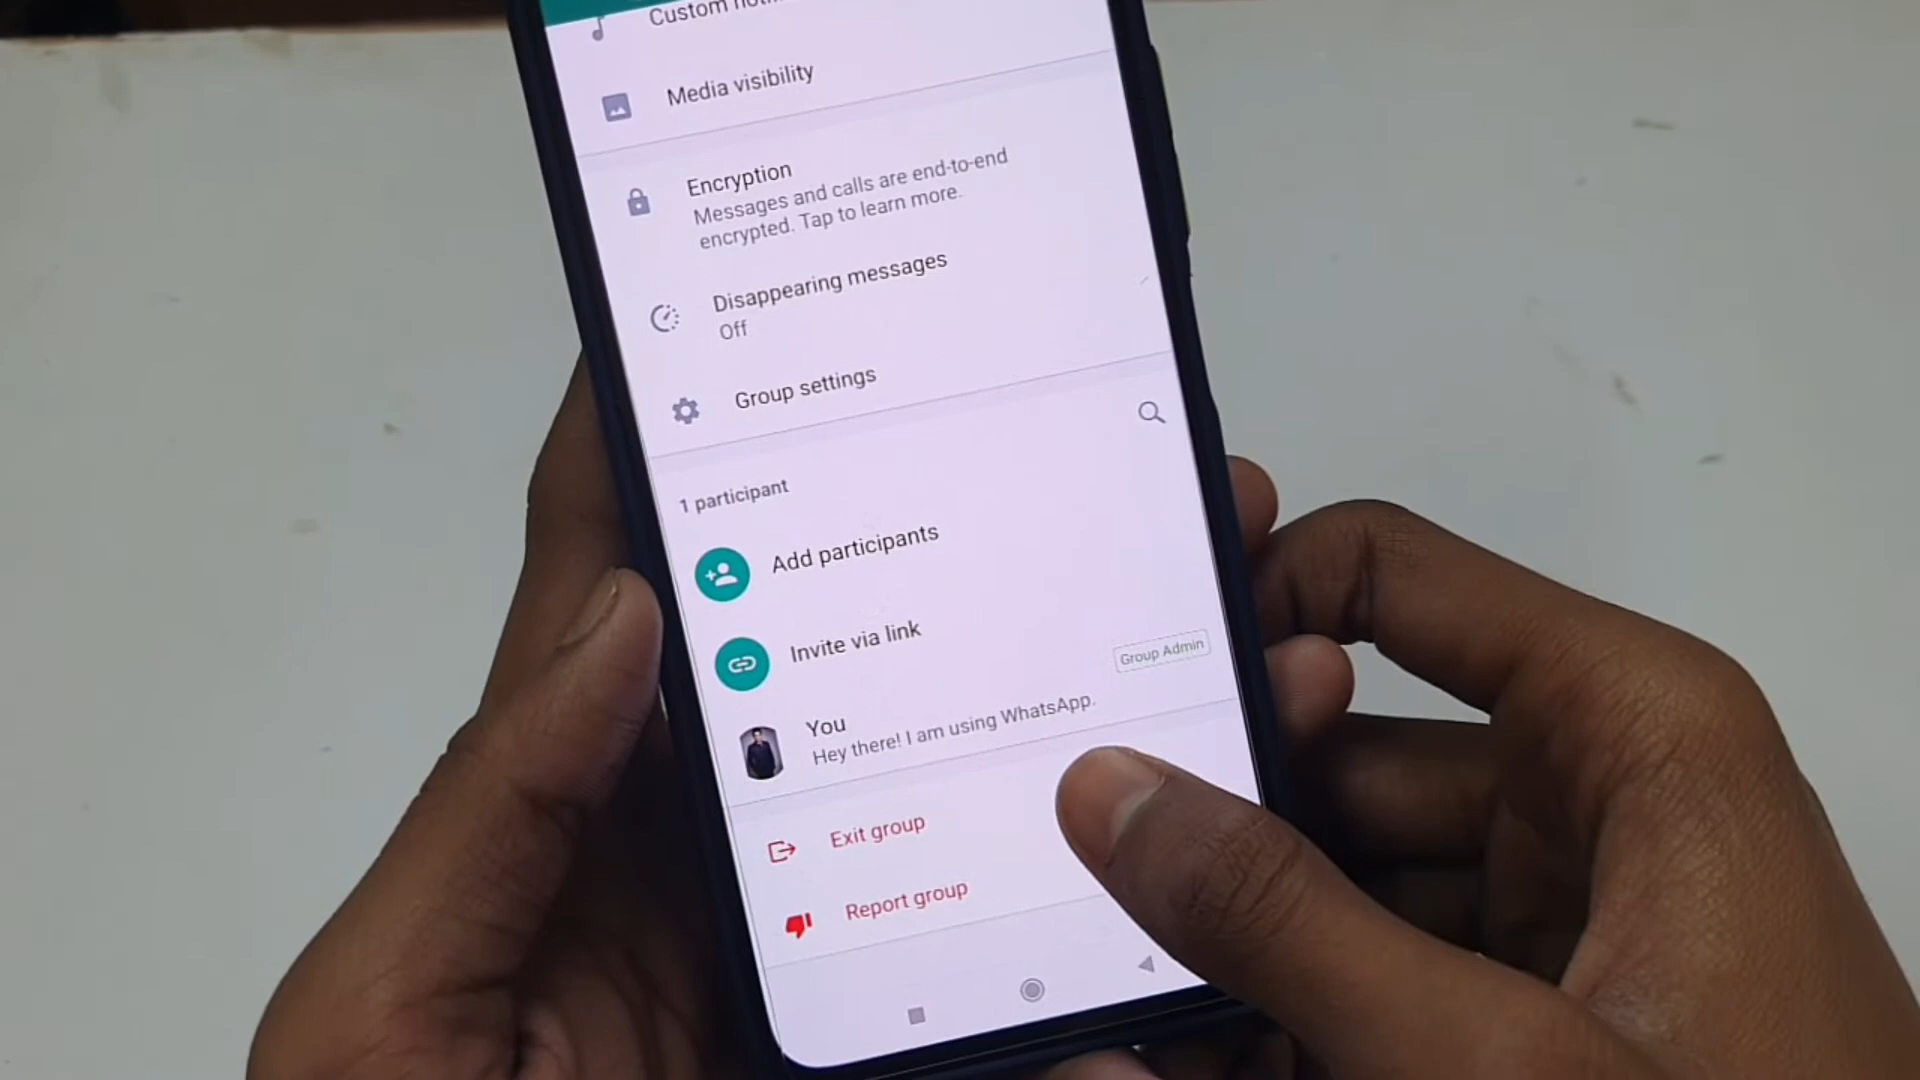 Custom
Media visibility
Encryption
Messages and calls are end-to-end
encrypted. Tap to learn more.
Disappearing messages
Off
Group settings
1 participant
Add participants
Invite via link
Group Admin
You
Hey there! I am using WhatsApp.
Exit group
Report group